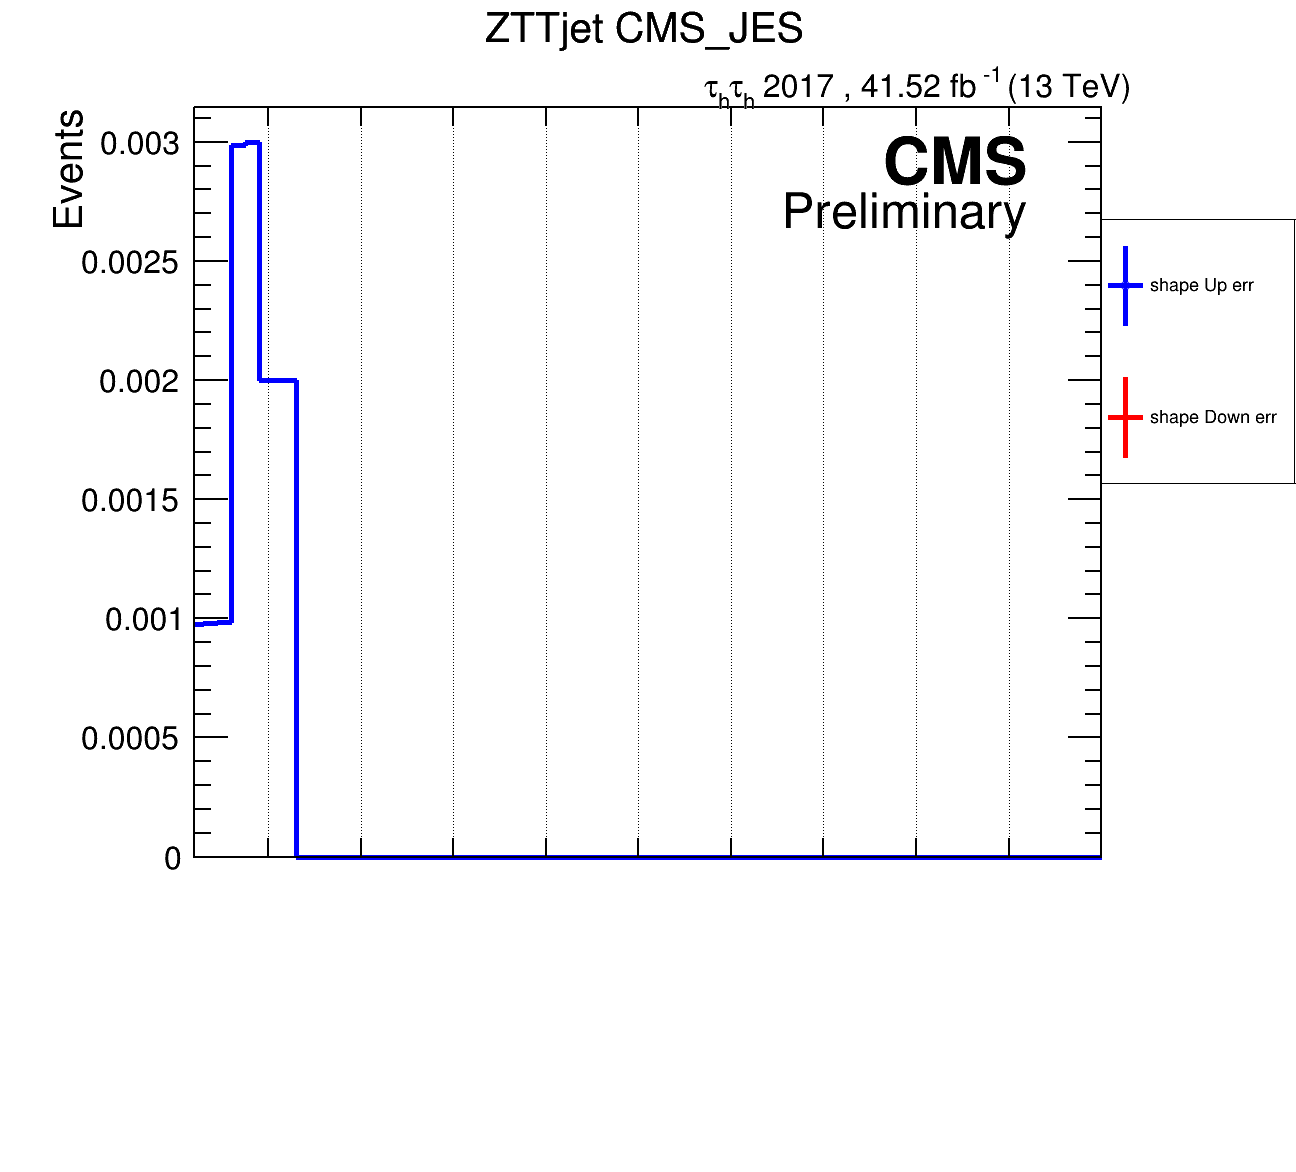 ZTTjet CMS_JES
τhτh 2017 , 41.52 fb -1 (13 TeV)
Events
CMS
Preliminary
0.003
0.0025
0.002
0.0015
0.001
0.0005
0
shape Up err
shape Down err